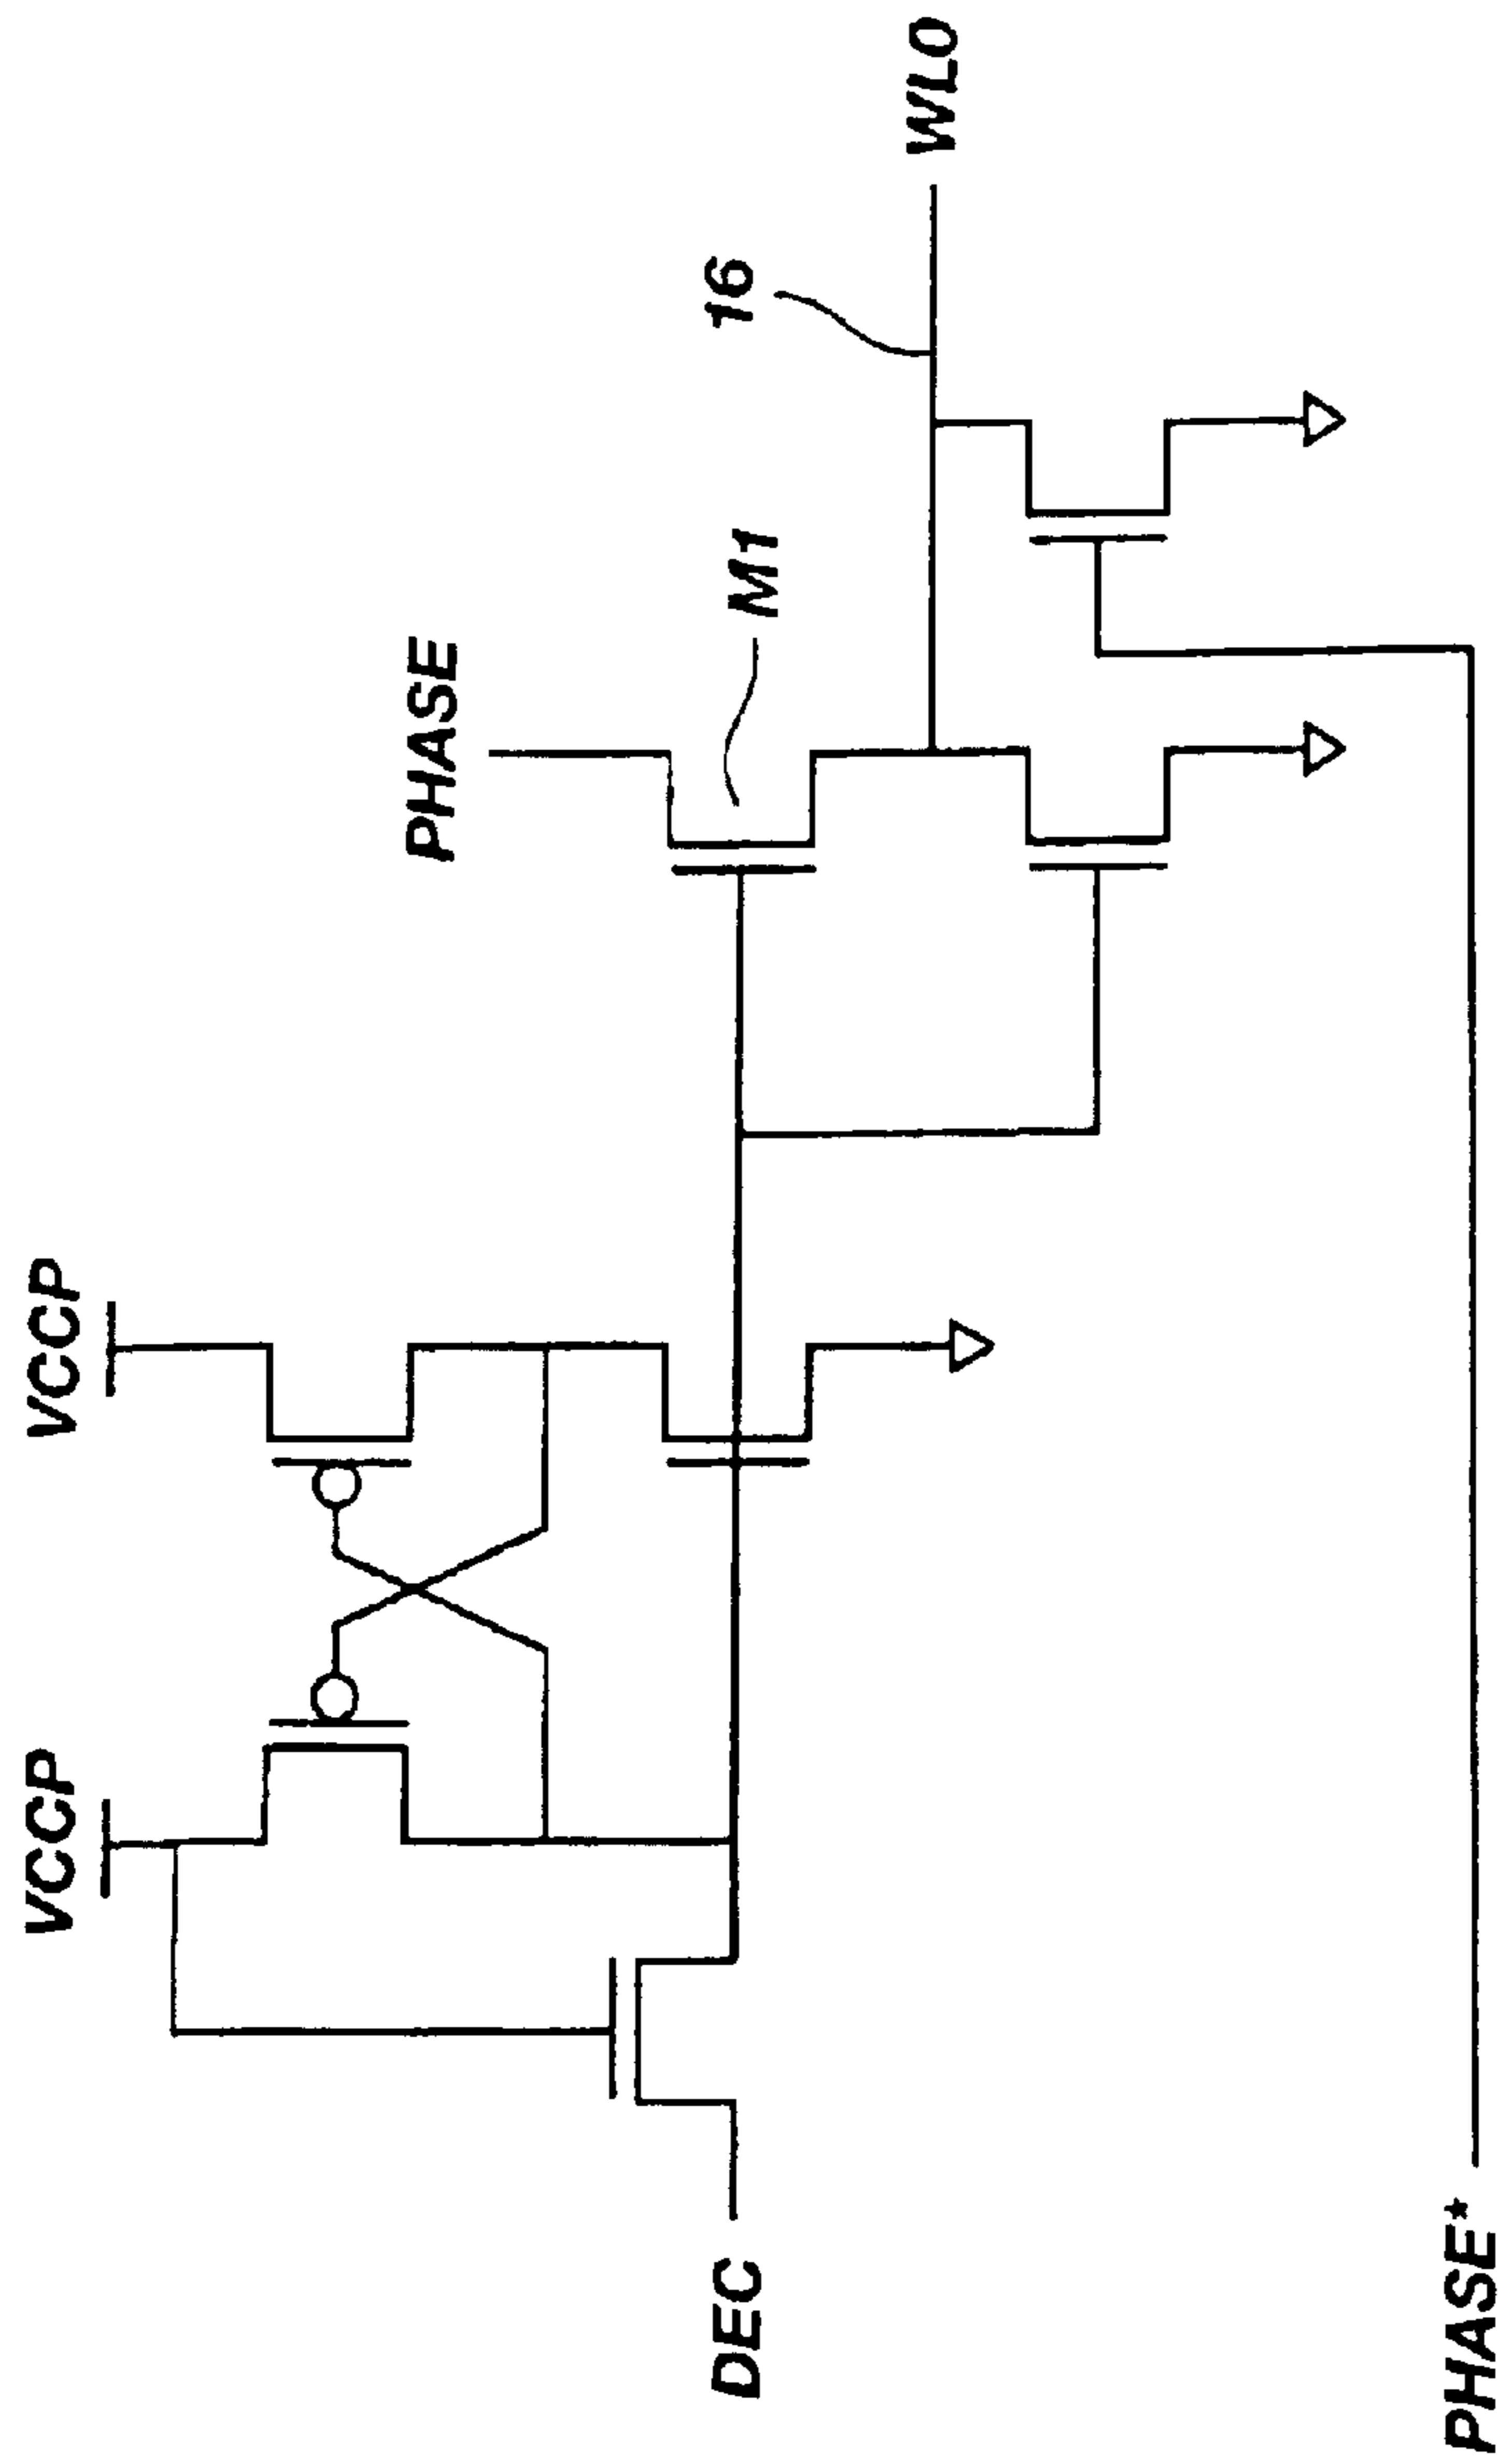 VCCP
VCCP
PHASE
M1
16
DEC
WL0
PHASE*